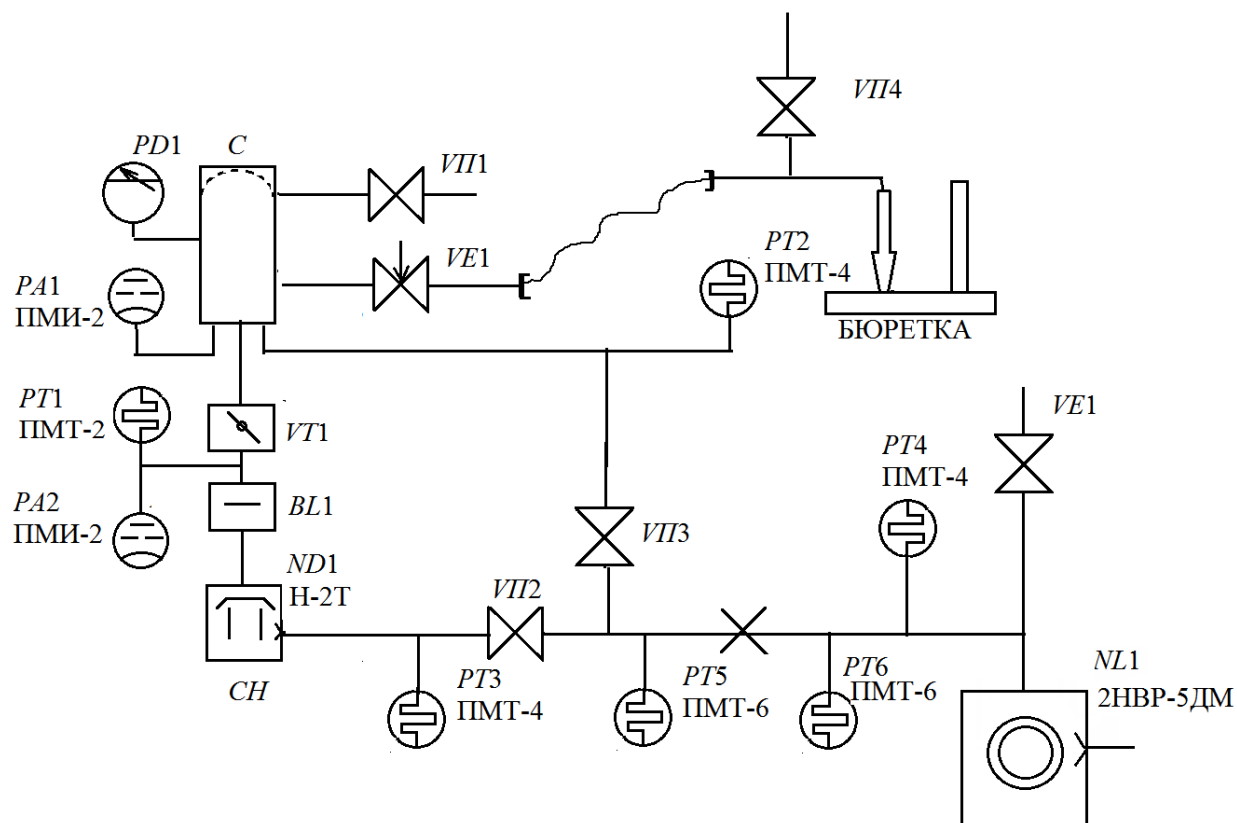 VП4
PD1
C
VП1
PT2
ПМТ-4
VE1
PA1
ПМИ-2
БЮРЕТКА
PT1
ПМТ-2
VT1
VE1
PT4
ПМТ-4
PA2
ПМИ-2
BL1
VП3
ND1
Н-2Т
VП2
CH
PT3
ПМТ-4
PT5
ПМТ-6
PT6
ПМТ-6
NL1
2НВР-5ДМ